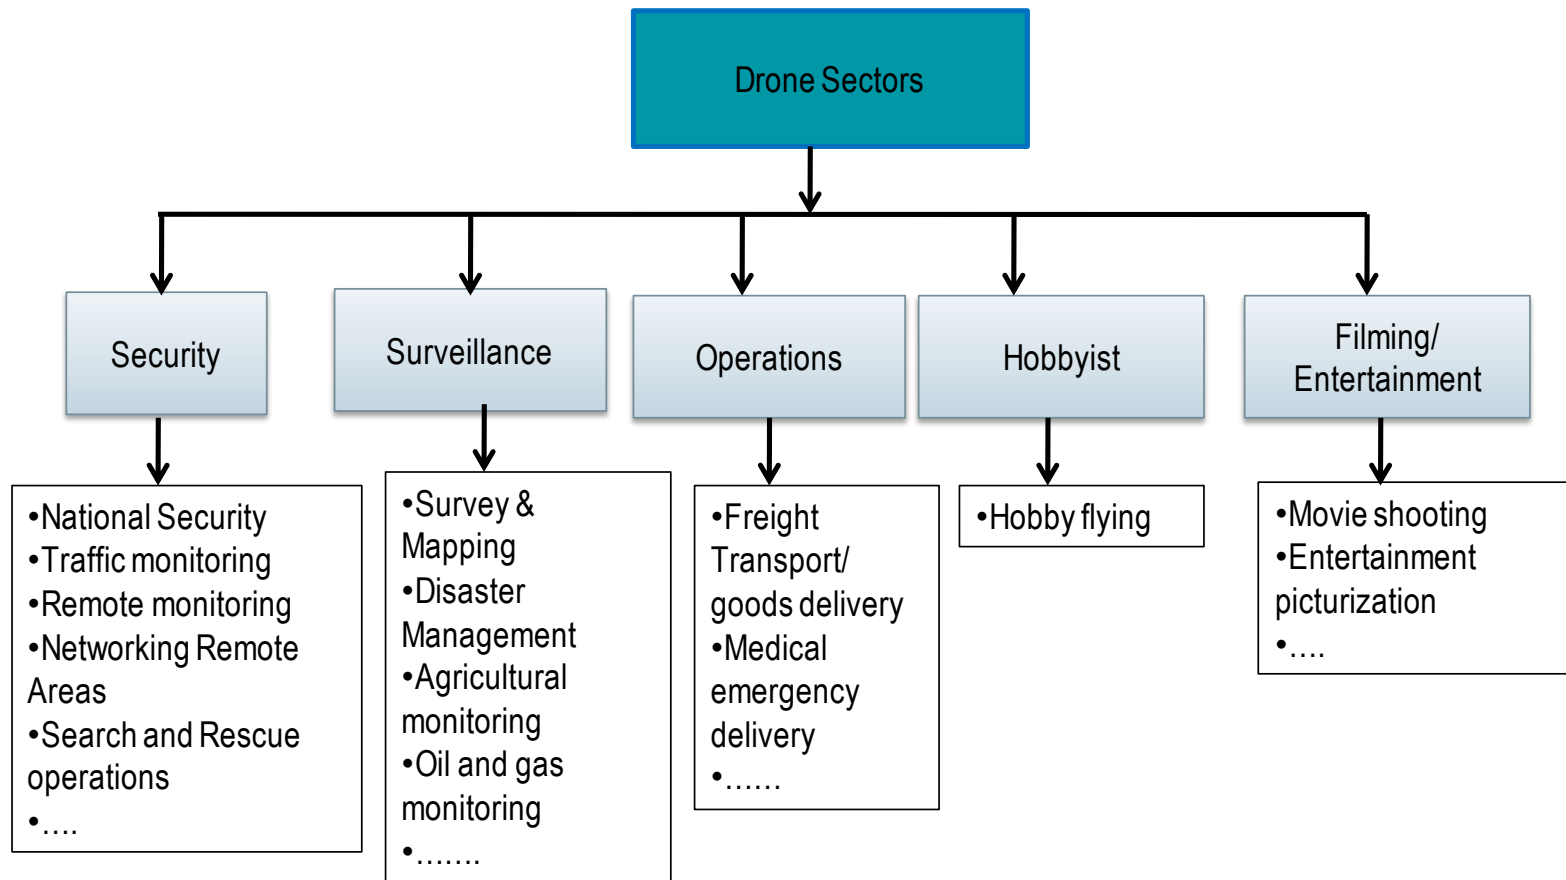 Drone Sectors
Security
Surveillance
Operations
Hobbyist
Filming/
Entertainment
•National Security
•Traffic monitoring
•Remote monitoring
•Networking Remote
Areas
•Search and Rescue
operations
•....
•Survey &
Mapping
•Disaster
Management
•Agricultural
monitoring
•Oil and gas
monitoring
•.......
•Freight
Transport/
goods delivery
•Medical
emergency
delivery
•......
•Hobby flying
•Movie shooting
•Entertainment
picturization
•....